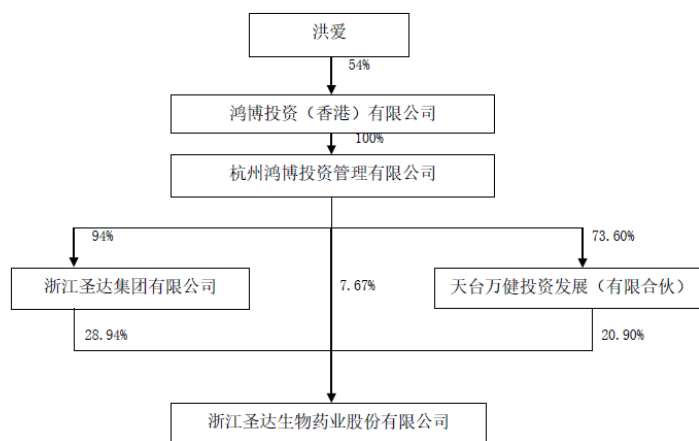 洪爱
54%
鸿博投资（香港）有限公司
100%
杭州鸿博投资管理有限公司
94%
73.60%
浙江圣达集团有限公司
7.67%
天台万健投资发展（有限合伙）
28.94%
20.90%
浙江圣达生物药业股份有限公司